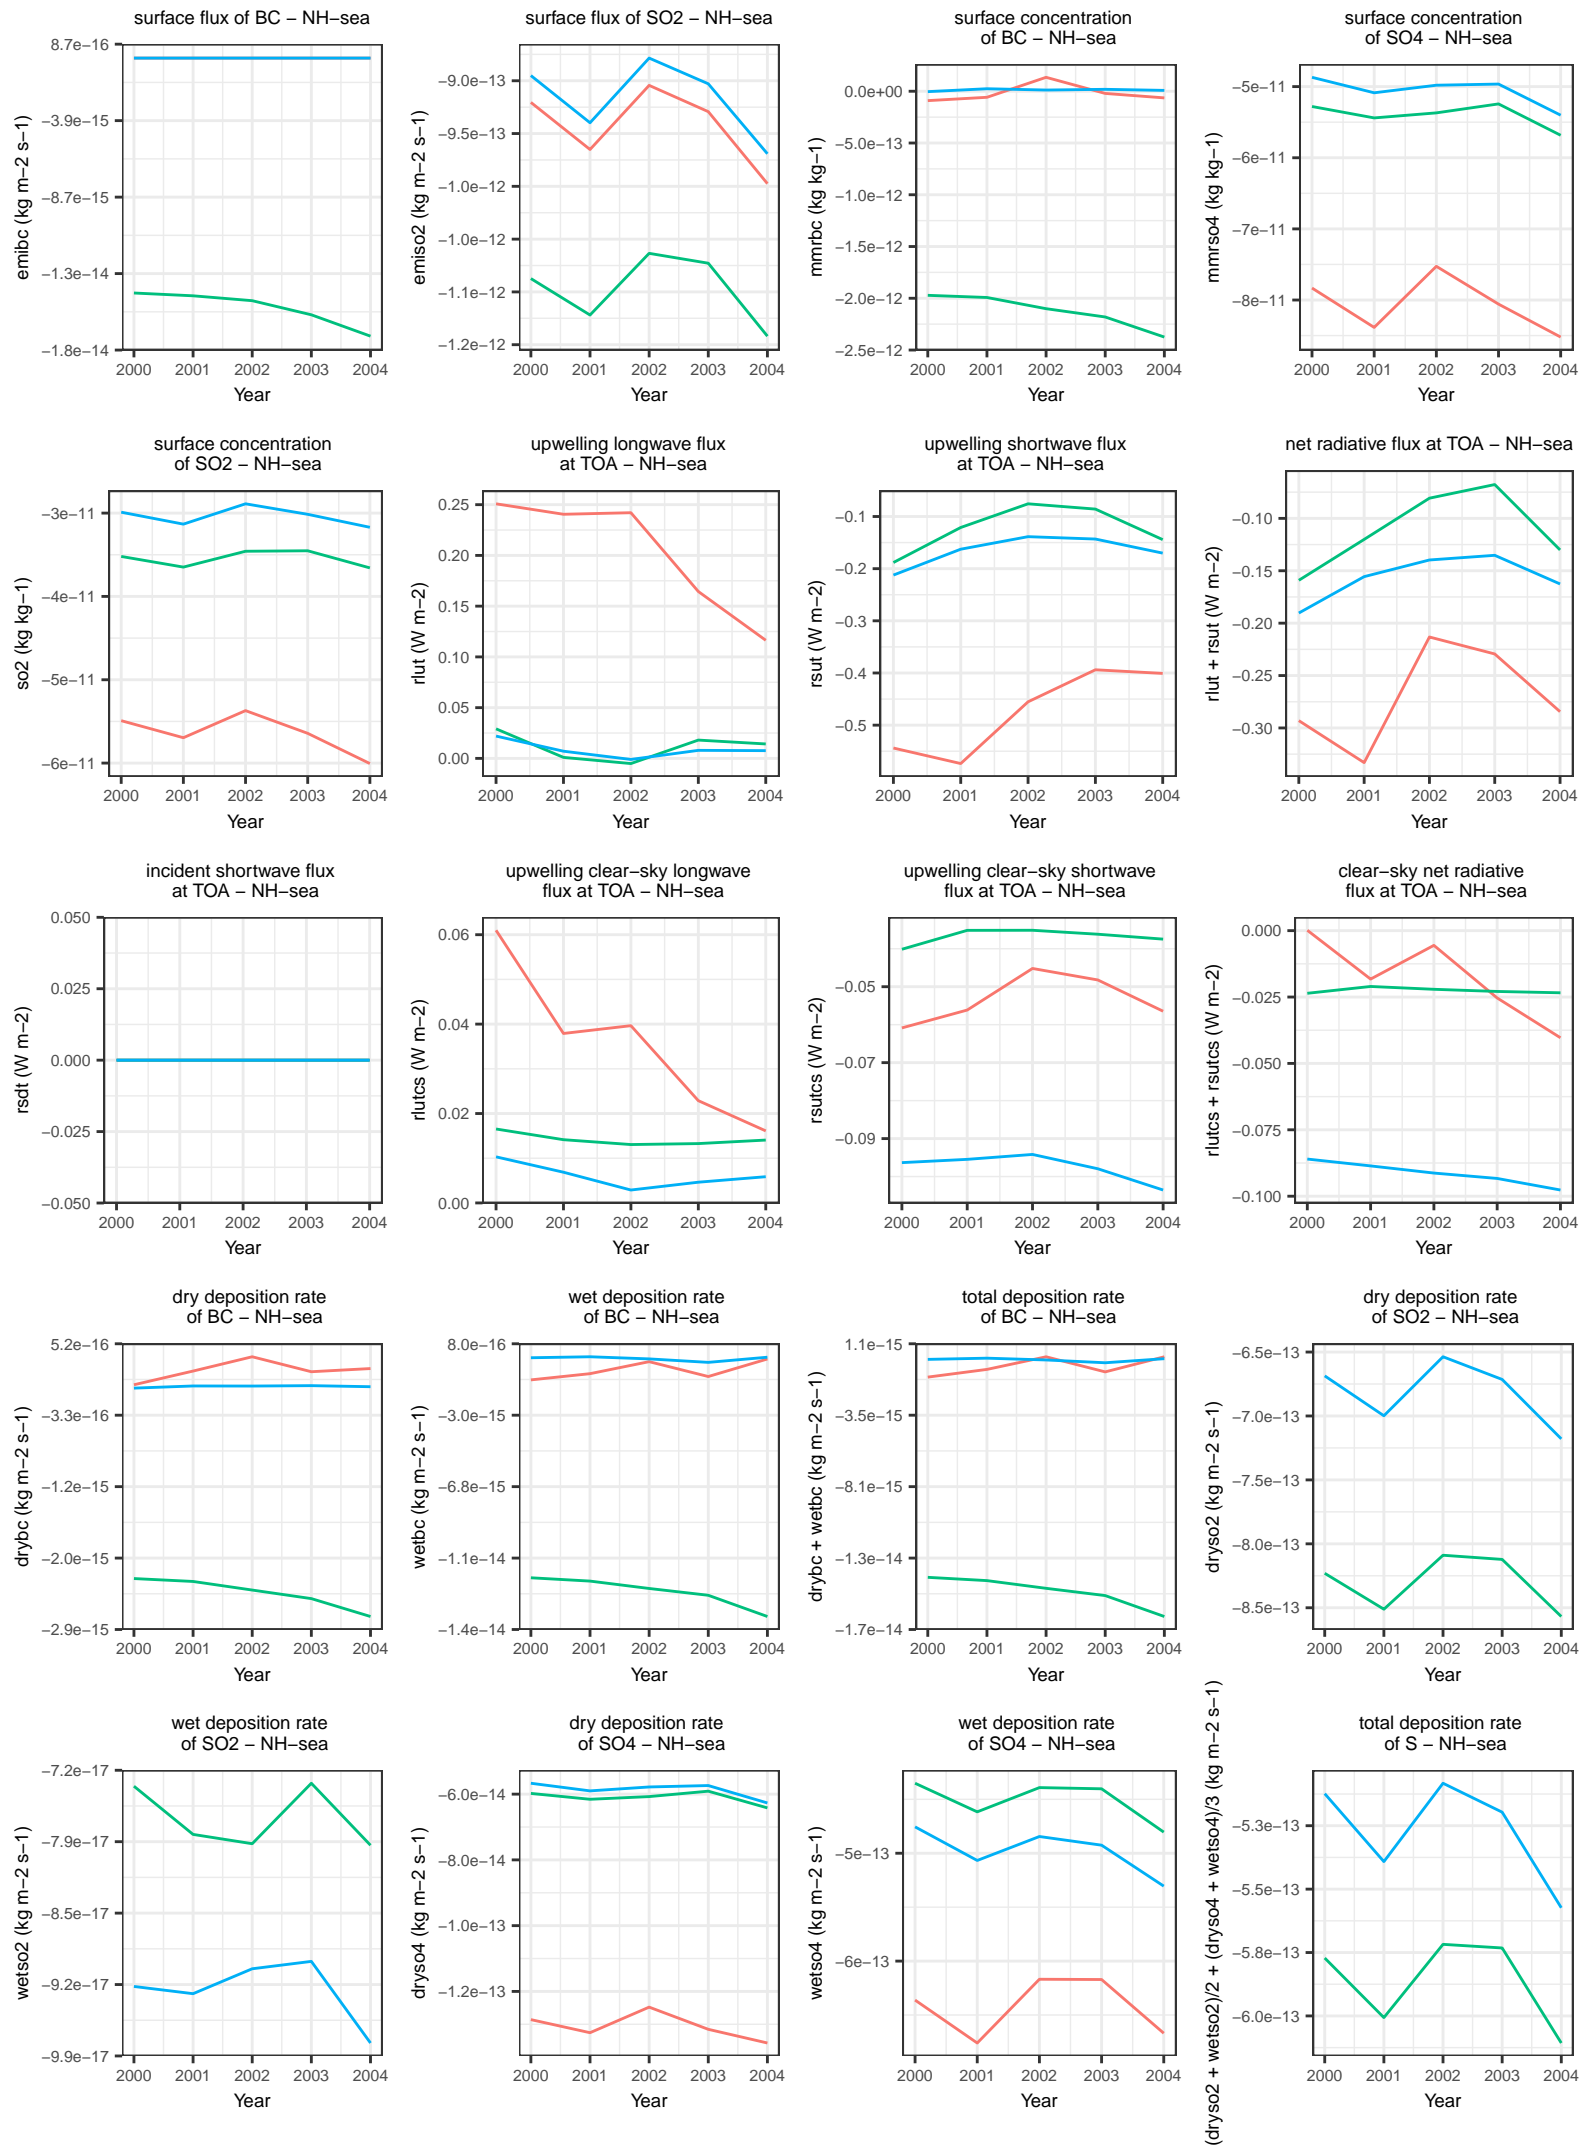 surface flux of BC − NH−sea
8.7e−16
−3.9e−15
−8.7e−15
−1.3e−14
−1.8e−14
emibc (kg m−2 s−1)
2000 2001 2002 2003 2004
Year
surface flux of SO2 − NH−sea
−9.0e−13
−9.5e−13
−1.0e−12
−1.0e−12
−1.1e−12
−1.2e−12
emiso2 (kg m−2 s−1)
2000 2001 2002 2003 2004
Year
surface concentration
of BC − NH−sea
0.0e+00
−5.0e−13
−1.0e−12
−1.5e−12
−2.0e−12
−2.5e−12
mmrbc (kg kg−1)
2000 2001 2002 2003 2004
Year
surface concentration
of SO4 − NH−sea
−5e−11
−6e−11
−7e−11
−8e−11
mmrso4 (kg kg−1)
2000 2001 2002 2003 2004
Year
surface concentration
of SO2 − NH−sea
−3e−11
−4e−11
−5e−11
−6e−11
so2 (kg kg−1)
2000 2001 2002 2003 2004
Year
upwelling longwave flux
at TOA − NH−sea
0.25
0.20
0.15
0.10
0.05
0.00
rlut (W m−2)
2000 2001 2002 2003 2004
Year
upwelling shortwave flux
at TOA − NH−sea
−0.1
−0.2
−0.3
−0.4
−0.5
rsut (W m−2)
2000 2001 2002 2003 2004
Year
net radiative flux at TOA − NH−sea
−0.10
−0.15
−0.20
−0.25
−0.30
rlut + rsut (W m−2)
2000 2001 2002 2003 2004
Year
incident shortwave flux
at TOA − NH−sea
0.050
0.025
0.000
−0.025
−0.050
rsdt (W m−2)
2000 2001 2002 2003 2004
Year
upwelling clear−sky longwave
flux at TOA − NH−sea
0.06
0.04
0.02
0.00
rlutcs (W m−2)
2000 2001 2002 2003 2004
Year
upwelling clear−sky shortwave
flux at TOA − NH−sea
−0.05
−0.07
−0.09
rsutcs (W m−2)
2000 2001 2002 2003 2004
Year
clear−sky net radiative
flux at TOA − NH−sea
0.000
−0.025
−0.050
−0.075
−0.100
rlutcs + rsutcs (W m−2)
2000 2001 2002 2003 2004
Year
dry deposition rate
of BC − NH−sea
5.2e−16
−3.3e−16
−1.2e−15
−2.0e−15
−2.9e−15
drybc (kg m−2 s−1)
2000 2001 2002 2003 2004
Year
wet deposition rate
of BC − NH−sea
8.0e−16
−3.0e−15
−6.8e−15
−1.1e−14
−1.4e−14
wetbc (kg m−2 s−1)
2000 2001 2002 2003 2004
Year
total deposition rate
of BC − NH−sea
1.1e−15
−3.5e−15
−8.1e−15
−1.3e−14
−1.7e−14
drybc + wetbc (kg m−2 s−1)
2000 2001 2002 2003 2004
Year
dry deposition rate
of SO2 − NH−sea
−6.5e−13
−7.0e−13
−7.5e−13
−8.0e−13
−8.5e−13
dryso2 (kg m−2 s−1)
2000 2001 2002 2003 2004
Year
wet deposition rate
of SO2 − NH−sea
−7.2e−17
−7.9e−17
−8.5e−17
−9.2e−17
−9.9e−17
wetso2 (kg m−2 s−1)
2000 2001 2002 2003 2004
Year
dry deposition rate
of SO4 − NH−sea
−6.0e−14
−8.0e−14
−1.0e−13
−1.2e−13
dryso4 (kg m−2 s−1)
2000 2001 2002 2003 2004
Year
wet deposition rate
of SO4 − NH−sea
−5e−13
−6e−13
wetso4 (kg m−2 s−1)
2000 2001 2002 2003 2004
Year
total deposition rate
of S − NH−sea
−5.3e−13
−5.5e−13
−5.8e−13
−6.0e−13
(dryso2 + wetso2)/2 + (dryso4 + wetso4)/3 (kg m−2 s−1)
2000 2001 2002 2003 2004
Year